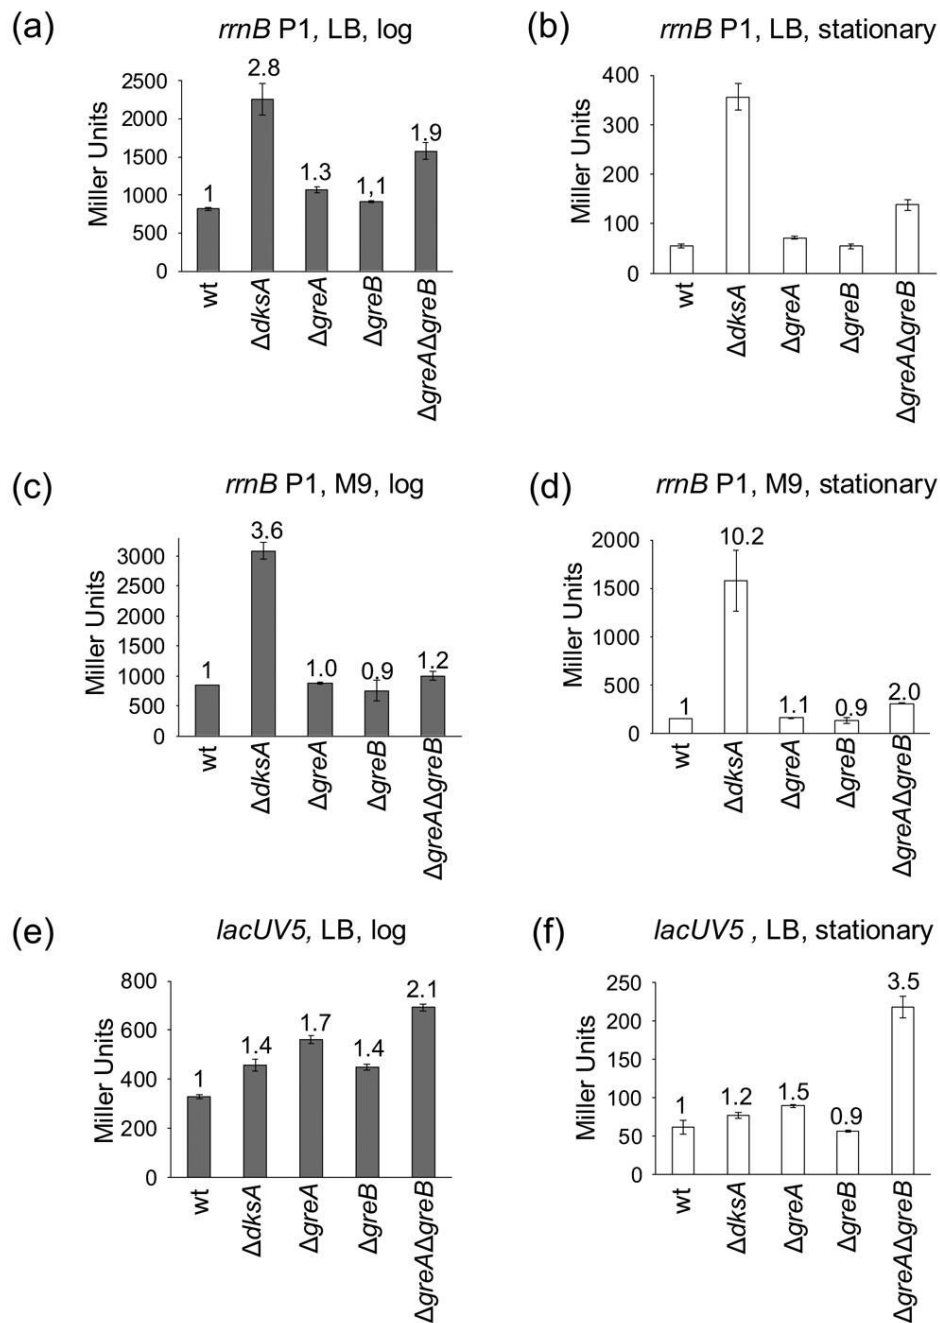 (a)
rrnB P1, LB, log
Miller Units
2500
2000
1500
1000
500
0
1
2.8
1.3
1,1
1.9
wt
ΔdksA
ΔgreA
ΔgreB
ΔgreAΔgreB
(b)
rrnB P1, LB, stationary
Miller Units
400
300
200
100
0
wt
ΔdksA
ΔgreA
ΔgreB
ΔgreAΔgreB
(c)
rrnB P1, M9, log
Miller Units
3000
2500
2000
1500
1000
500
0
1
3.6
1.0
0.9
1.2
wt
ΔdksA
ΔgreA
ΔgreB
ΔgreAΔgreB
(d)
rrnB P1, M9, stationary
Miller Units
2000
1500
1000
500
0
1
10.2
1.1
0.9
2.0
wt
ΔdksA
ΔgreA
ΔgreB
ΔgreAΔgreB
(e)
lacUV5, LB, log
Miller Units
800
600
400
200
0
1
1.4
1.7
1.4
2.1
wt
ΔdksA
ΔgreA
ΔgreB
ΔgreAΔgreB
(f)
lacUV5 , LB, stationary
Miller Units
250
200
150
100
50
0
1
1.2
1.5
0.9
3.5
wt
ΔdksA
ΔgreA
ΔgreB
ΔgreAΔgreB